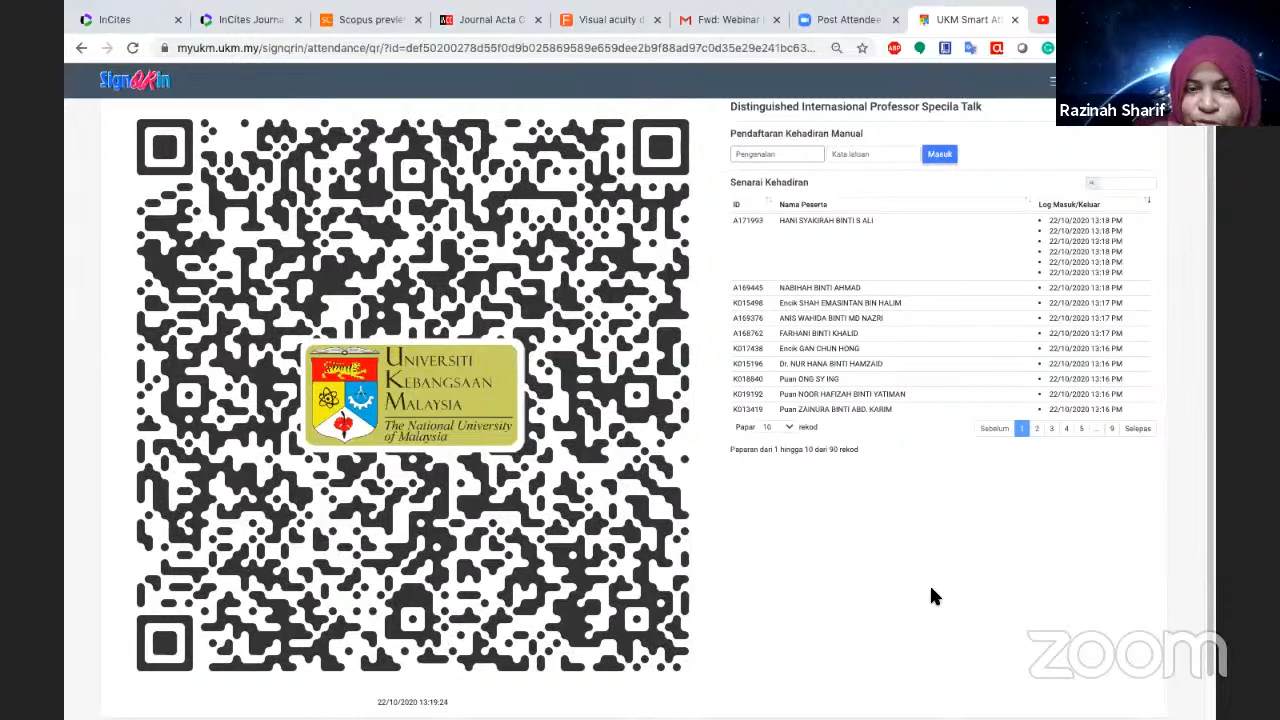 InCites
InCites Journa
Scopus previe
Journal Acta C
Visual acuity d
Fwd: Webinar
Post Attendee
UKM Smart At
myukm.ukm.my/signqrin/attendance/qr/?id=def50200278d55f0d9b025869589e659dee2b9f88ad97c0d35e29e241bc63...
ABP
Razinah Sharif
SignQRin
Distinguished Internasional Professor Specila Talk
Pendaftaran Kehadiran Manual
Pengenalan
Kata laluan
Masuk
Senarai Kehadiran
ID Nama Peserta Log Masuk/Keluar
A171993 HANI SYAKIRAH BINTI S ALI • 22/10/2020 13:18 PM
• 22/10/2020 13:18 PM
• 22/10/2020 13:18 PM
• 22/10/2020 13:18 PM
• 22/10/2020 13:18 PM
• 22/10/2020 13:18 PM
A169445 NABIHAH BINTI AHMAD • 22/10/2020 13:18 PM
K015498 Encik SHAH EMASINTAN BIN HALIM • 22/10/2020 13:17 PM
A169376 ANIS WAHIDA BINTI MD NAZRI • 22/10/2020 13:17 PM
A168762 FARHANI BINTI KHALID • 22/10/2020 13:17 PM
K017438 Encik GAN CHUN HONG • 22/10/2020 13:16 PM
K015196 Dr. NUR HANA BINTI HAMZAID • 22/10/2020 13:16 PM
K018840 Puan ONG SY ING • 22/10/2020 13:16 PM
K019192 Puan NOOR HAFIZAH BINTI YATIMAN • 22/10/2020 13:16 PM
K013419 Puan ZAINURA BINTI ABD. KARIM • 22/10/2020 13:16 PM
Papar 10 rekod
Sebelum 1 2 3 4 5 ... 9 Selepas
Paparan dari 1 hingga 10 dari 90 rekod
UNIVERSITI
KEBANGSAAN
MALAYSIA
The National University
of Malaysia
22/10/2020 13:19:24
zoom